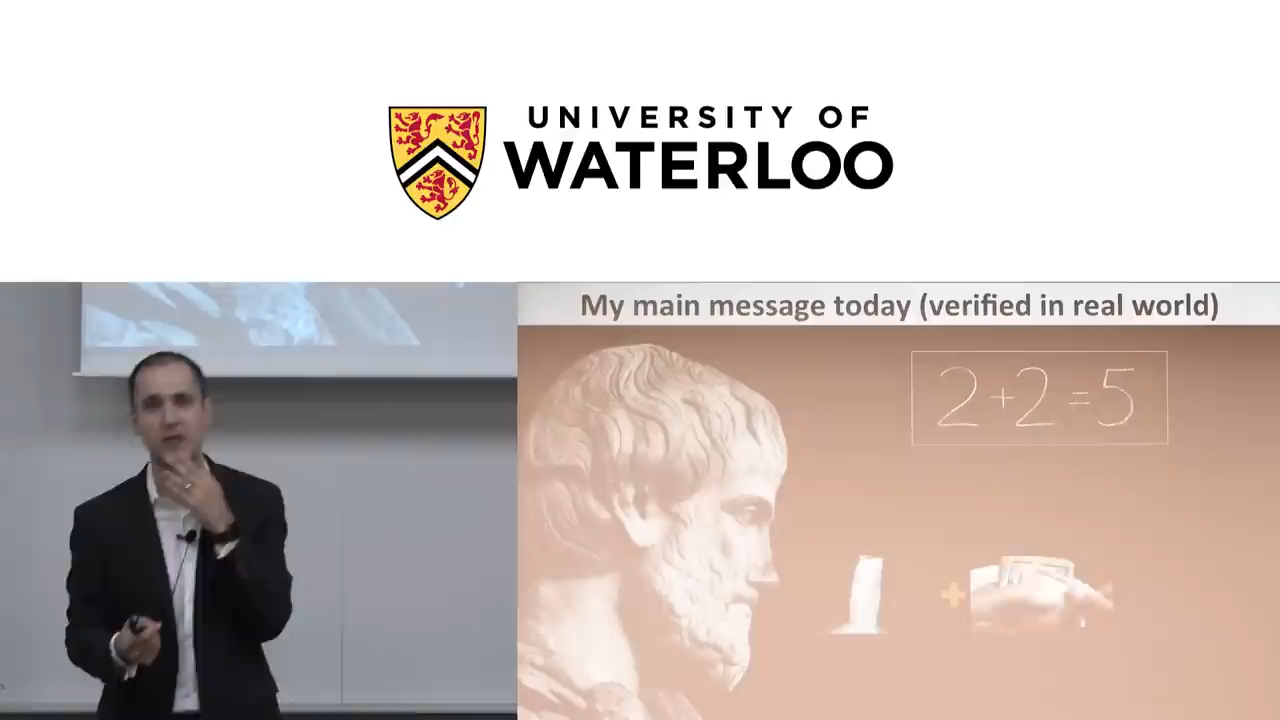 UNIVERSITY OF
WATERLOO
My main message today (verified in real world)
2+2=5
+